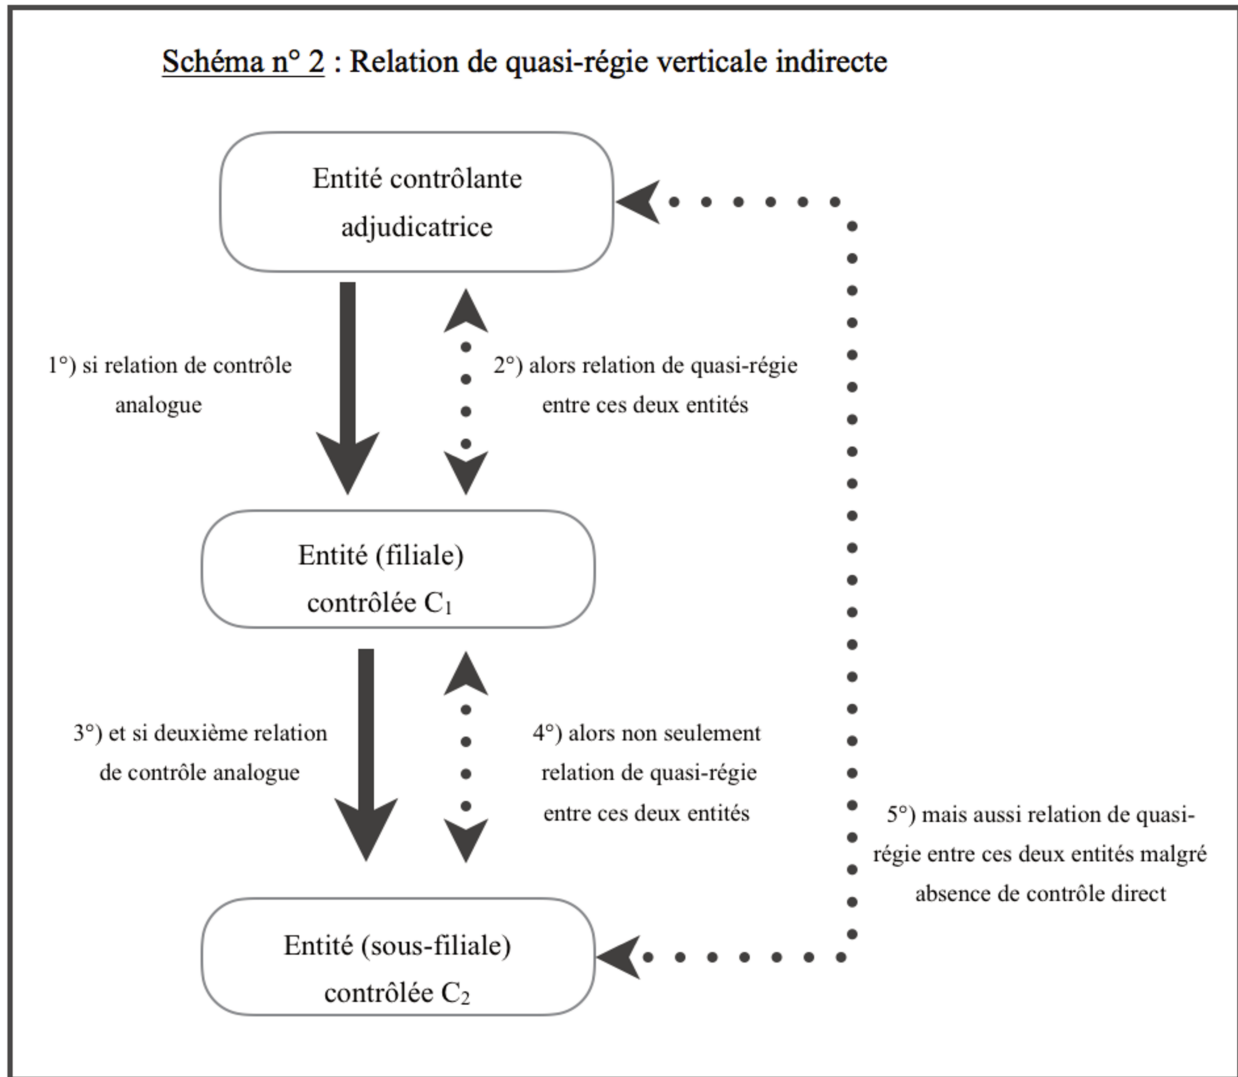 Schéma n° 2 : Relation de quasi-régie verticale indirecte
Entité contrôlante
adjudicatrice
1°) si relation de contrôle
analogue
2°) alors relation de quasi-régie
entre ces deux entités
Entité (filiale)
contrôlée C₁
3°) et si deuxième relation
de contrôle analogue
4°) alors non seulement
relation de quasi-régie
entre ces deux entités
5°) mais aussi relation de quasi-
régie entre ces deux entités malgré
absence de contrôle direct
Entité (sous-filiale)
contrôlée C₂